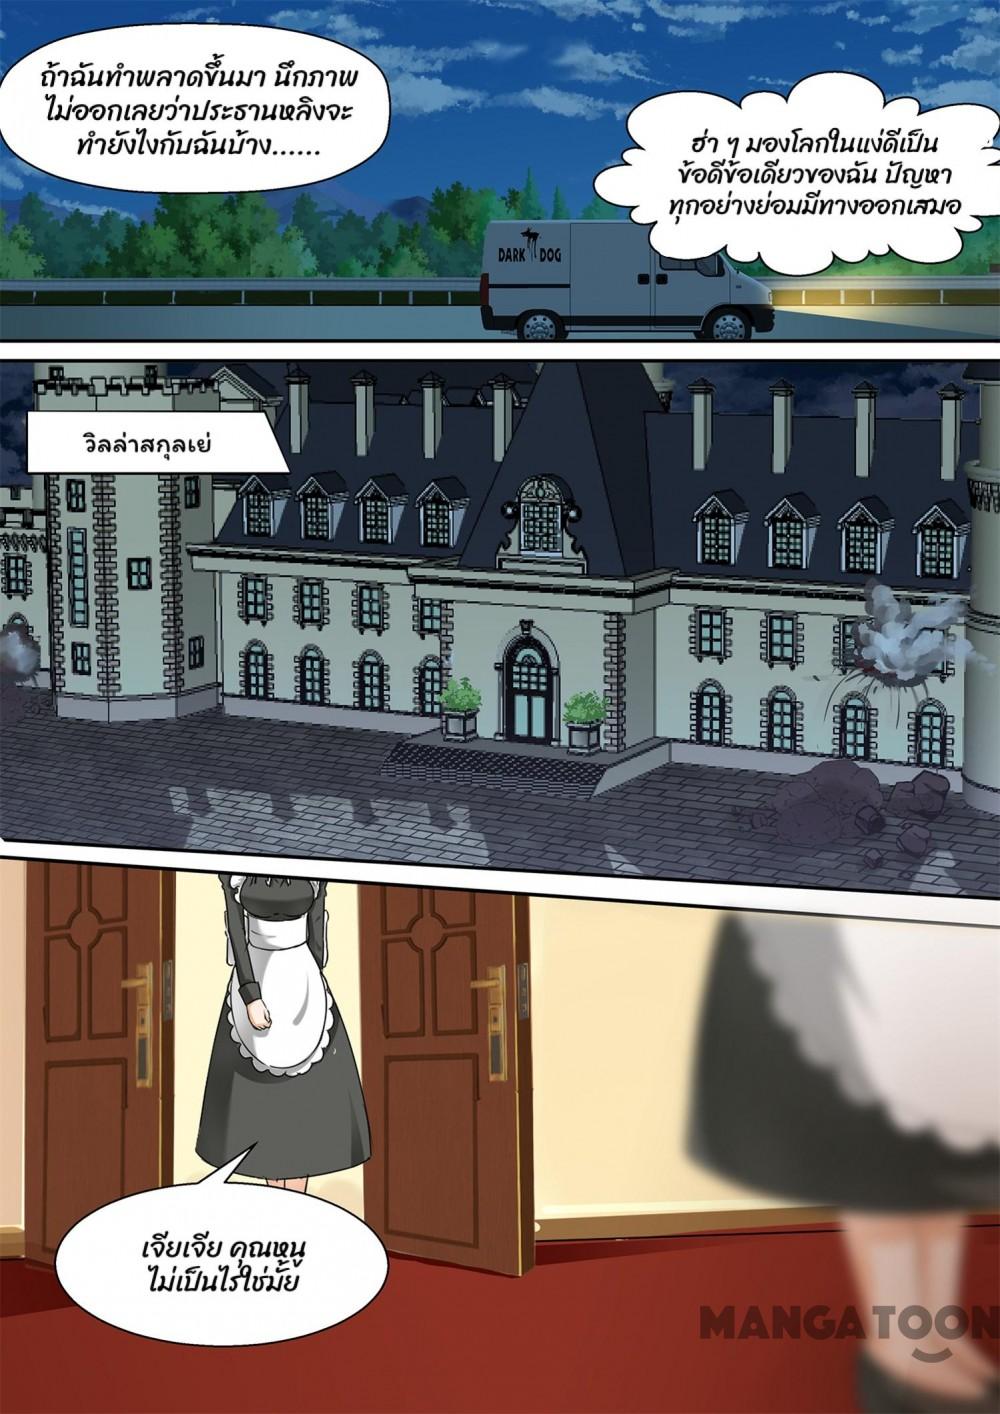 ถ้าฉันทำพลาดขึ้นมา นึกภาพ
ไม่ออกเลยว่าประธานหลิงจะ
ทำยังไงกับฉันบ้าง......
ฮ่า ๆ มองโลกในแง่ดีเป็น
ข้อดีข้อเดียวของฉัน ปัญหา
ทุกอย่างย่อมมีทางออกเสมอ
DARK DOG
วิลล่าสกุลเย่
เจียเจีย คุณหนู
ไม่เป็นไรใช่มั้ย
MANGATOON